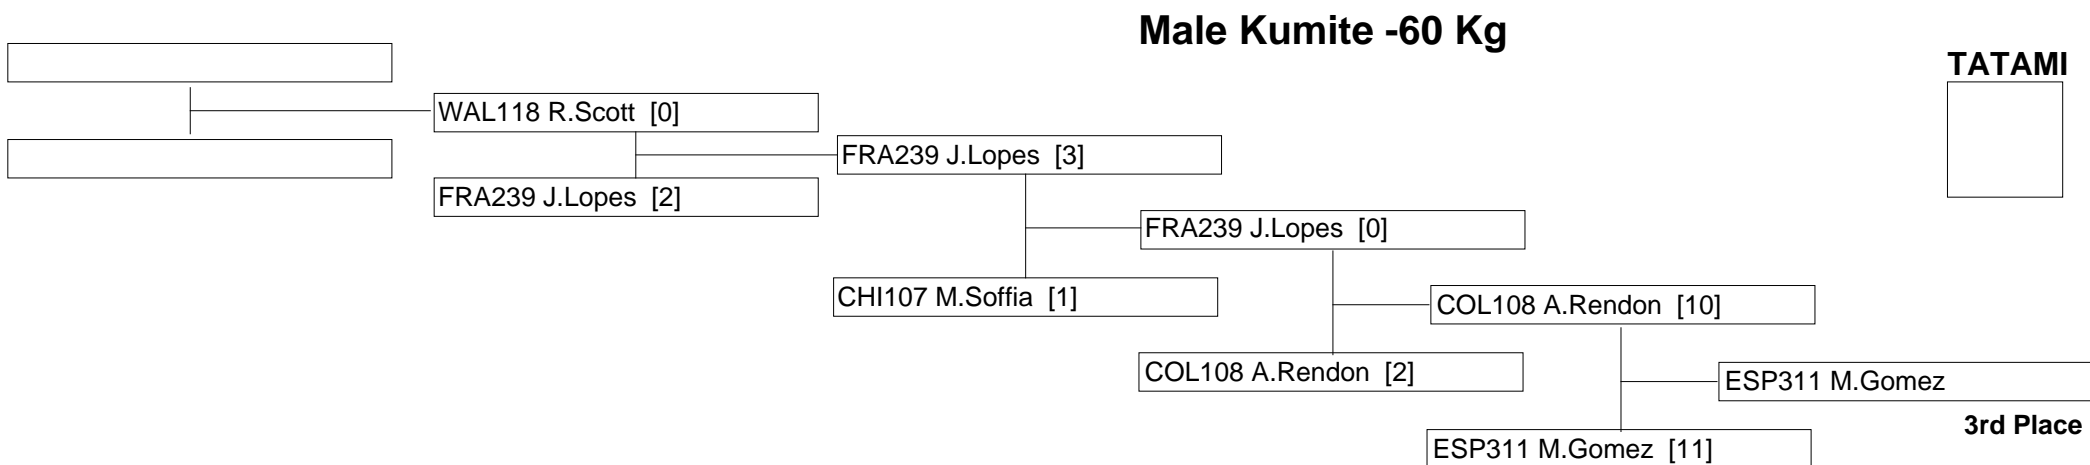 Male Kumite -60 Kg
TATAMI
WAL118 R.Scott [0]
FRA239 J.Lopes [3]
FRA239 J.Lopes [2]
FRA239 J.Lopes [0]
CHI107 M.Soffia [1]
COL108 A.Rendon [10]
COL108 A.Rendon [2]
ESP311 M.Gomez
3rd Place
ESP311 M.Gomez [11]